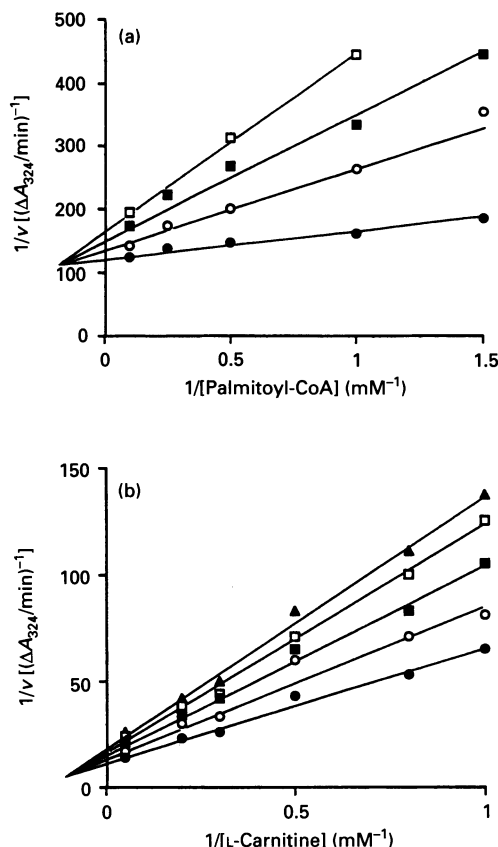 (a)
500
400
300
200
100
0
1/v [(ΔA324/min)−1]
0
0.5
1.0
1.5
1/[Palmitoyl-CoA] (mM−1)
(b)
150
100
50
0
1/v [(ΔA324/min)−1]
0
0.5
1
1/[L-Carnitine] (mM−1)